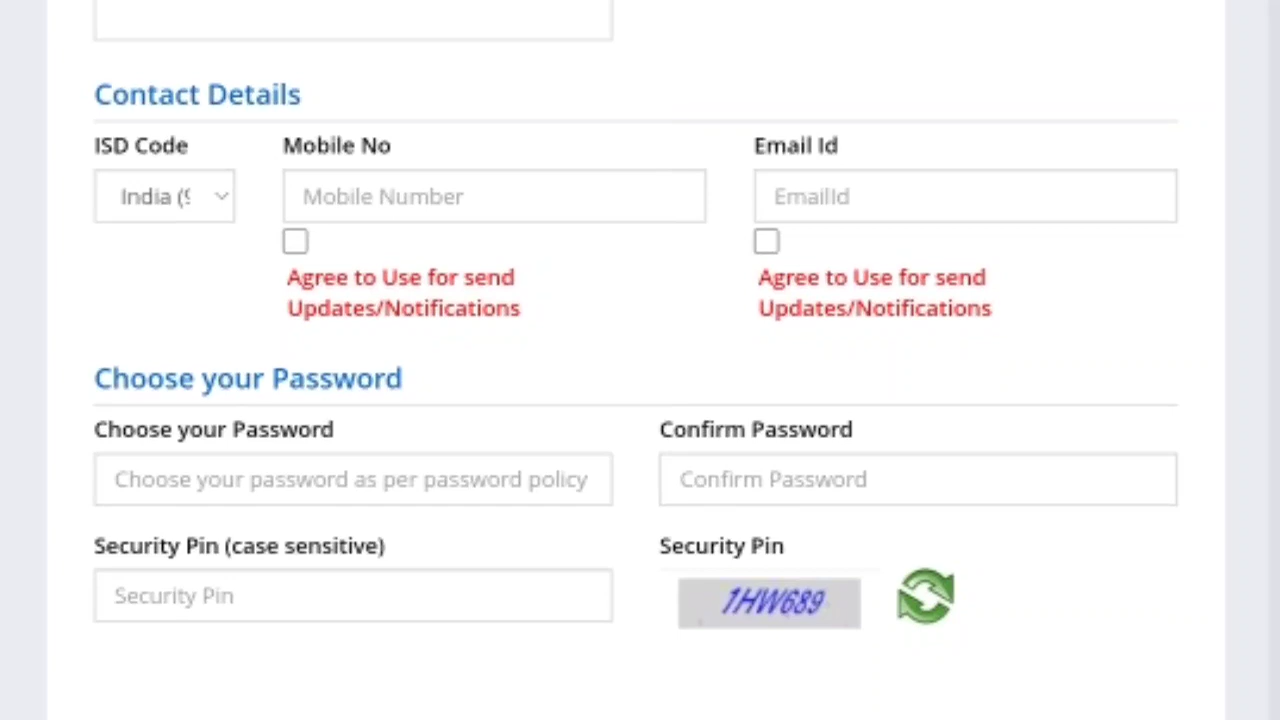 Contact Details
ISD Code Mobile No Email Id
India (9 Mobile Number EmailId
Agree to Use for send Agree to Use for send
Updates/Notifications Updates/Notifications
Choose your Password
Choose your Password Confirm Password
Choose your password as per password policy Confirm Password
Security Pin (case sensitive) Security Pin
Security Pin 1HW689